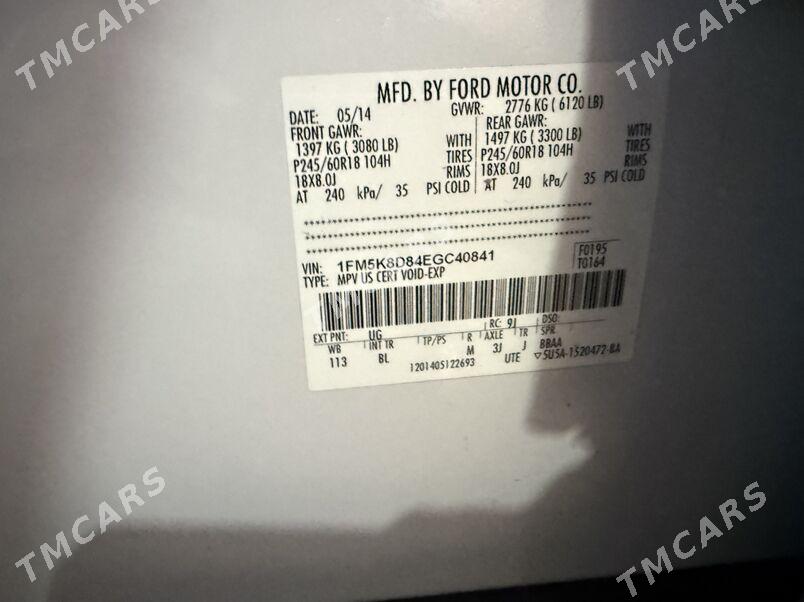 TMCARS
TMCARS
MFD. BY FORD MOTOR CO.
DATE: 05/14 GVWR: 2776 KG ( 6120 LB)
FRONT GAWR: REAR GAWR:
1397 KG ( 3080 LB) WITH 1497 KG ( 3300 LB) WITH
P245/60R18 104H TIRES P245/60R18 104H TIRES
18X8.0J RIMS 18X8.0J RIMS
AT 240 kPa/ 35 PSI COLD AT 240 kPa/ 35 PSI COLD
VIN: 1FM5K8D84EGC40841 F0195
TYPE: MPV US CERT VOID-EXP T0164
EXT PNT: UG RC: 9J DSO:
WB INT TR TP/PS R AXLE TR SPR
113 BL M 3J J BBAA
1201405122693 UTE ▽5U5A-1520472-BA
TMCARS
TMCARS